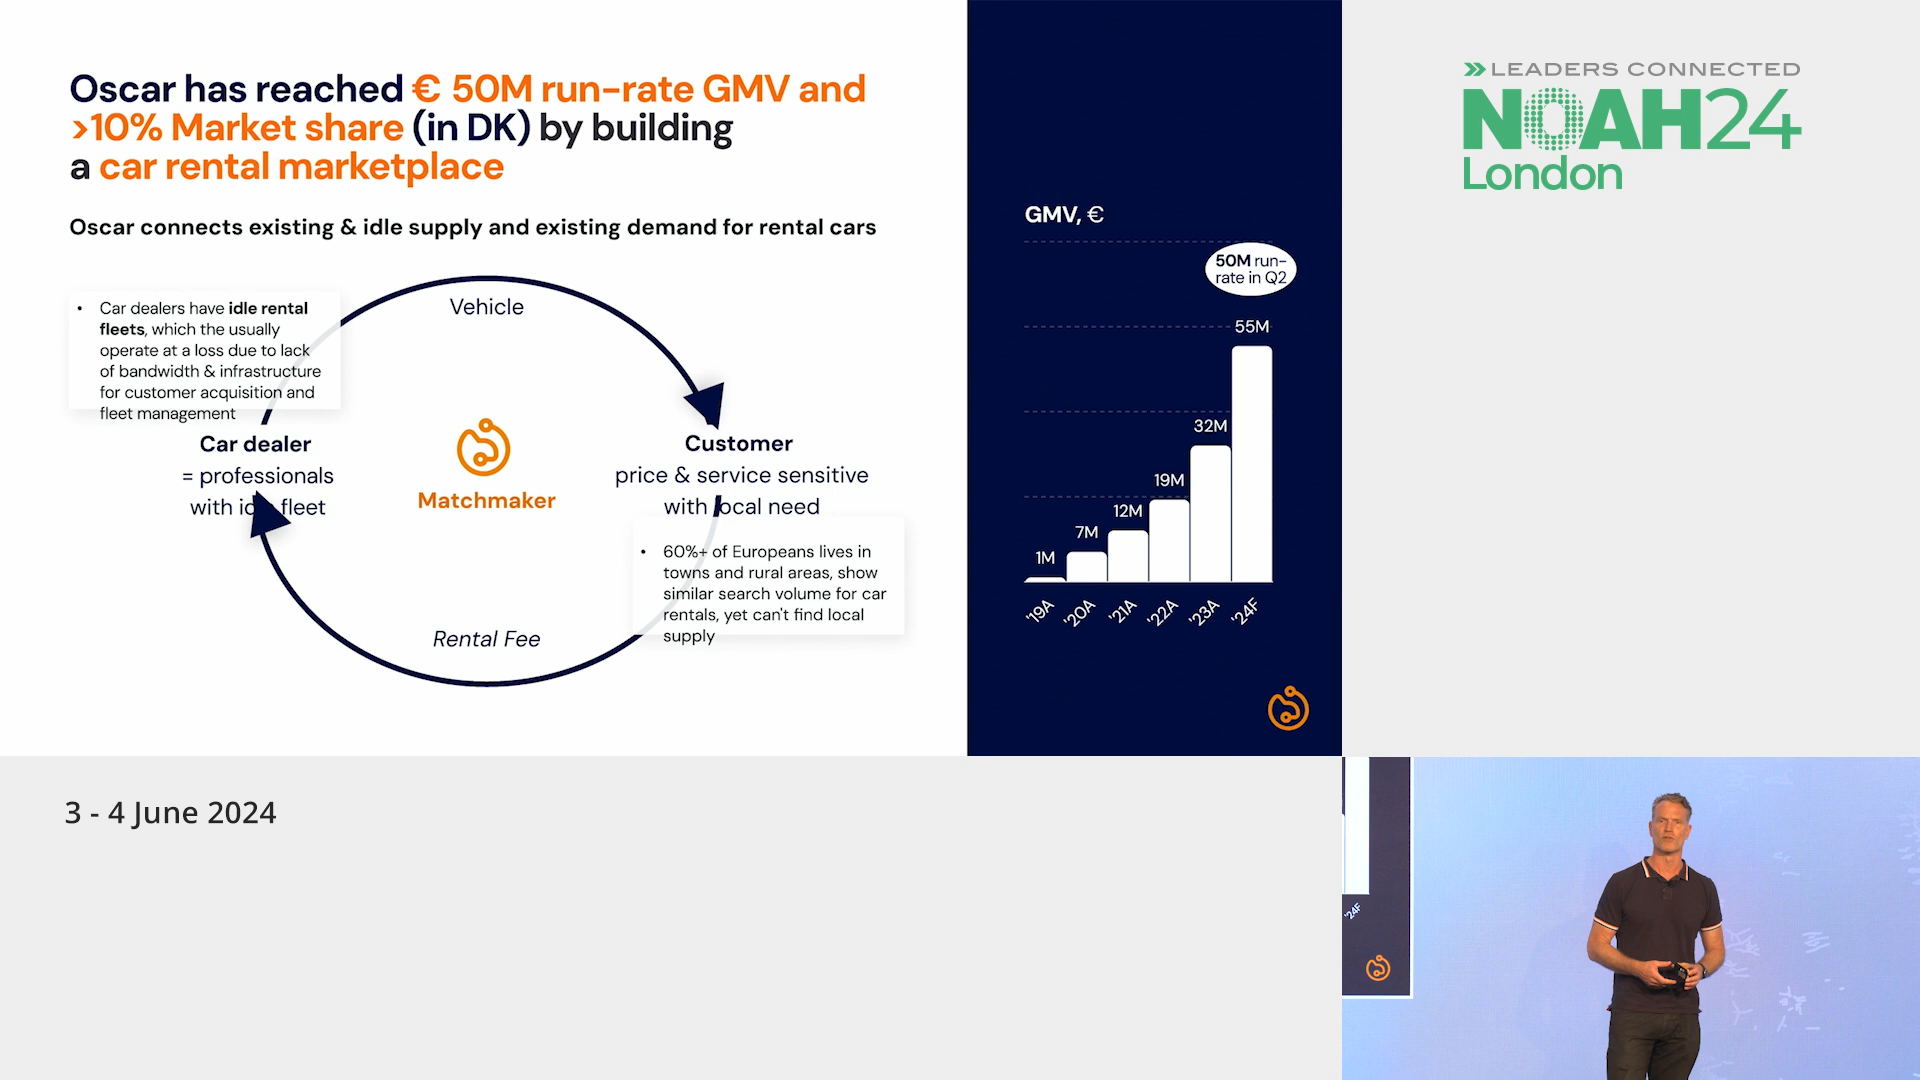 Oscar has reached € 50M run-rate GMV and
>10% Market share (in DK) by building
a car rental marketplace
Oscar connects existing & idle supply and existing demand for rental cars
• Car dealers have idle rental
fleets, which the usually
operate at a loss due to lack
of bandwidth & infrastructure
for customer acquisition and
fleet management
Vehicle
Car dealer
= professionals
with idle fleet
Matchmaker
Customer
price & service sensitive
with local need
• 60%+ of Europeans lives in
towns and rural areas, show
similar search volume for car
rentals, yet can't find local
supply
Rental Fee
GMV, €
50M run-
rate in Q2
55M
32M
19M
12M
7M
1M
'19A
'20A
'21A
'22A
'23A
'24F
LEADERS CONNECTED
NOAH24
London
3 - 4 June 2024
'24F